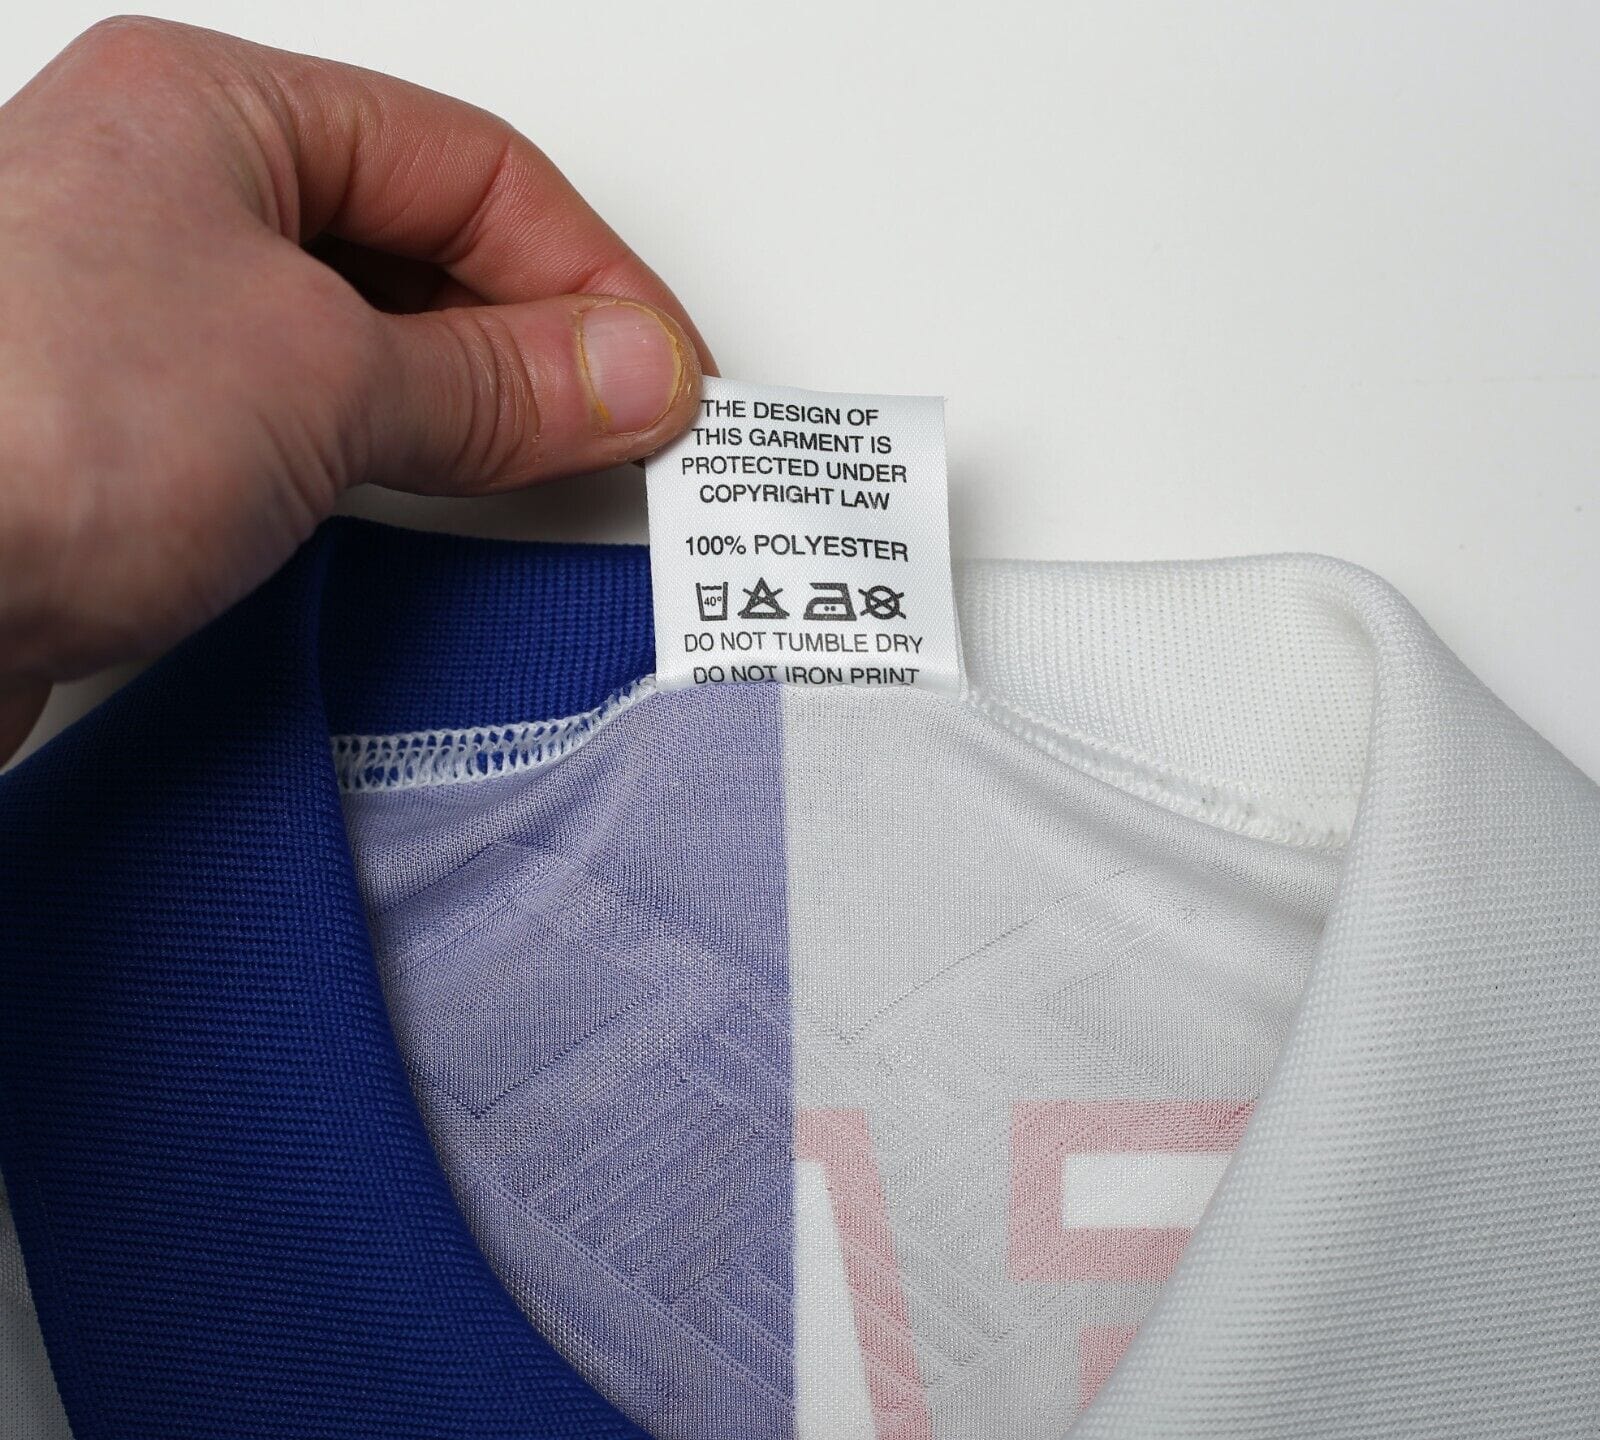 THE DESIGN OF
THIS GARMENT IS
PROTECTED UNDER
COPYRIGHT LAW
100% POLYESTER
40°
DO NOT TUMBLE DRY
DO NOT IRON PRINT